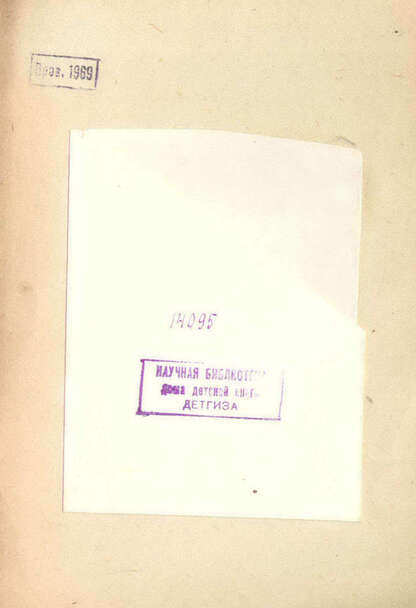 Пров. 1969
14095
НАУЧНАЯ БИБЛИОТЕКА
Дома детской книги
ДЕТГИЗА